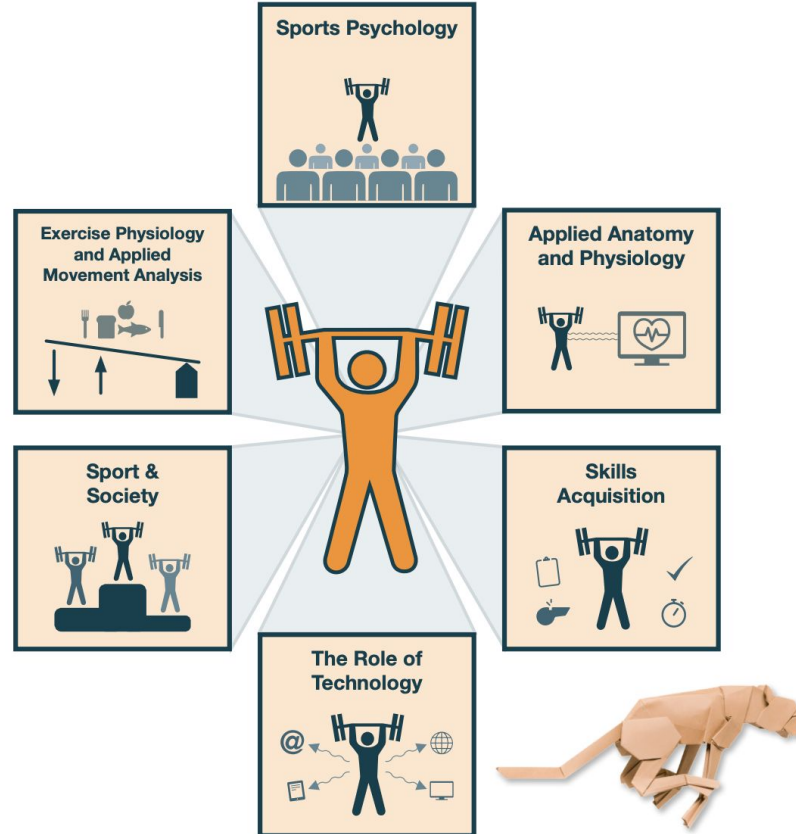 Sports Psychology
Exercise Physiology
and Applied
Movement Analysis
Applied Anatomy
and Physiology
Sport &
Society
Skills
Acquisition
The Role of
Technology
@